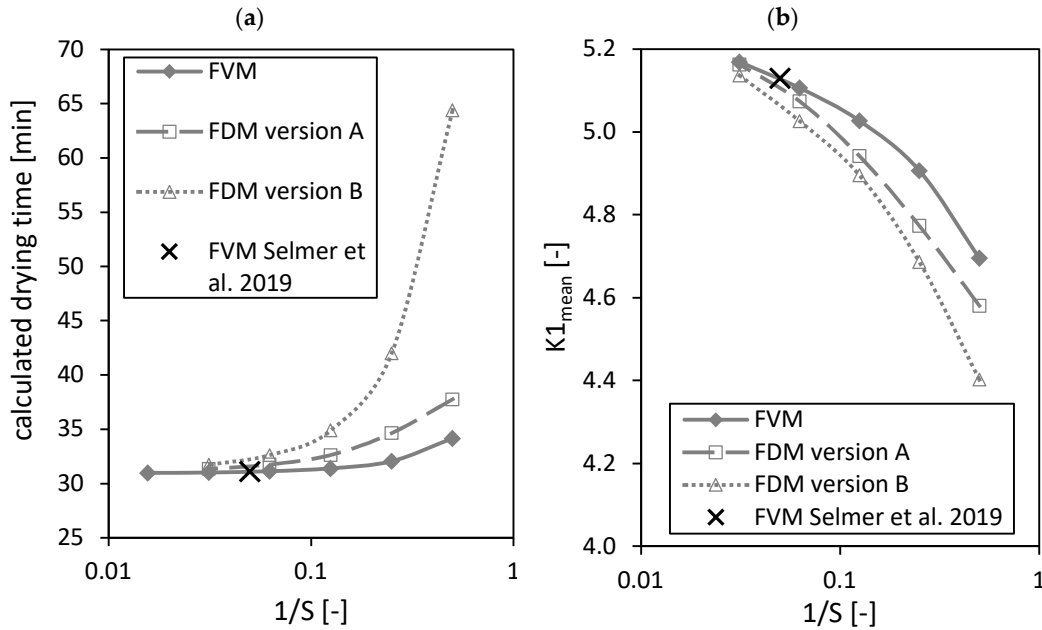 (a)
70
65
60
55
50
45
40
35
30
25
calculated drying time [min]
FVM
FDM version A
FDM version B
FVM Selmer et
al. 2019
0.01
0.1
1
1/S [-]
(b)
5.2
5.0
4.8
4.6
4.4
4.2
4.0
K1mean [-]
FVM
FDM version A
FDM version B
FVM Selmer et al. 2019
0.01
0.1
1
1/S [-]